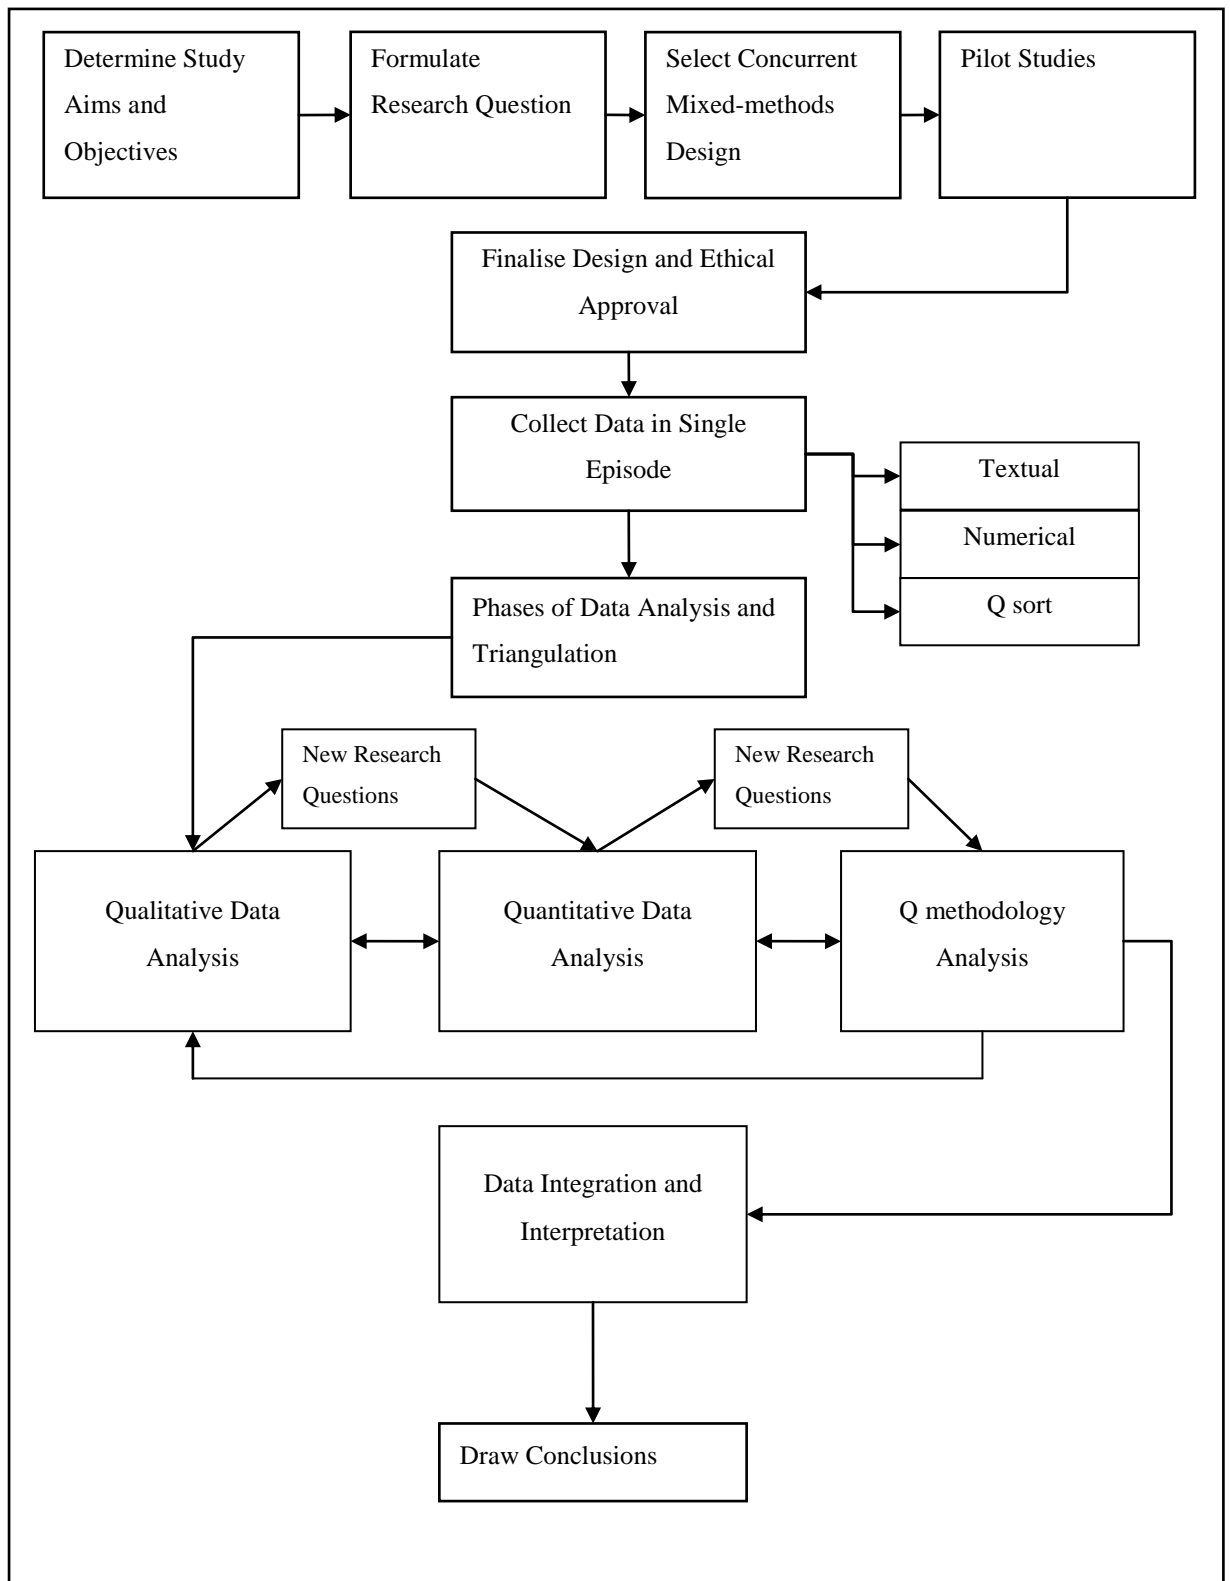 Determine Study
Aims and
Objectives
Formulate
Research Question
Select Concurrent
Mixed-methods
Design
Pilot Studies
Finalise Design and Ethical
Approval
Collect Data in Single
Episode
Textual
Numerical
Q sort
Phases of Data Analysis and
Triangulation
New Research
Questions
New Research
Questions
Qualitative Data
Analysis
Quantitative Data
Analysis
Q methodology
Analysis
Data Integration and
Interpretation
Draw Conclusions